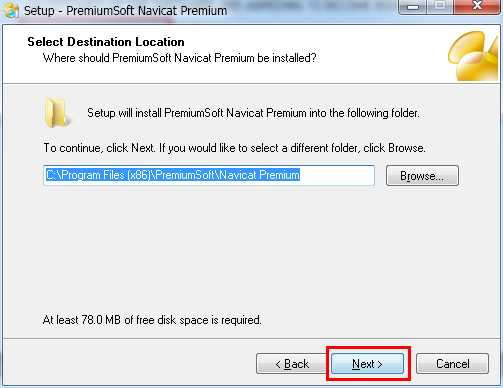 Setup - PremiumSoft Navicat Premium
Select Destination Location
Where should PremiumSoft Navicat Premium be installed?
Setup will install PremiumSoft Navicat Premium into the following folder.
To continue, click Next. If you would like to select a different folder, click Browse.
C:\Program Files (x86)\PremiumSoft\Navicat Premium
Browse...
At least 78.0 MB of free disk space is required.
< Back
Next >
Cancel